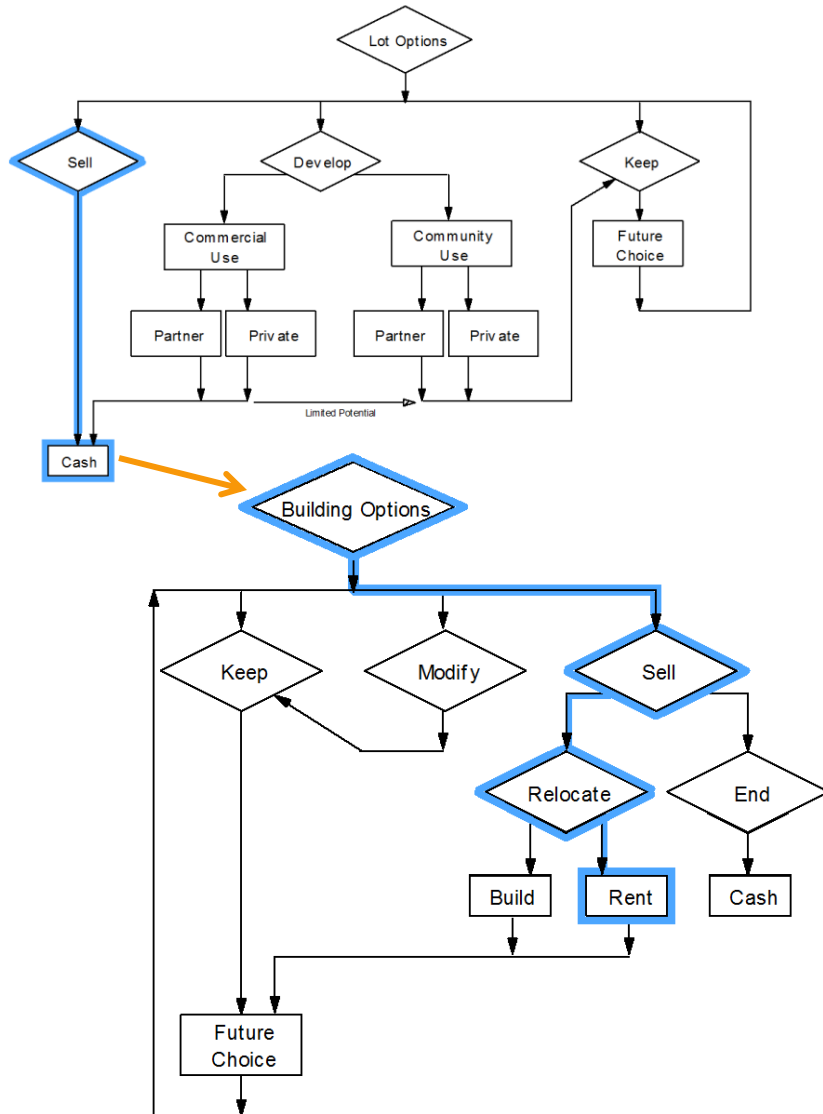 Lot Options
Sell
Develop
Keep
Commercial
Use
Community
Use
Future
Choice
Partner
Private
Partner
Private
Limited Potential
Cash
Building Options
Keep
Modify
Sell
Relocate
End
Build
Rent
Cash
Future
Choice